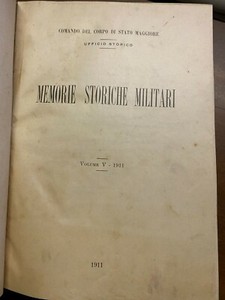 COMANDO DEL CORPO DI STATO MAGGIORE
UFFICIO STORICO
MEMORIE STORICHE MILITARI
VOLUME V - 1911
1911